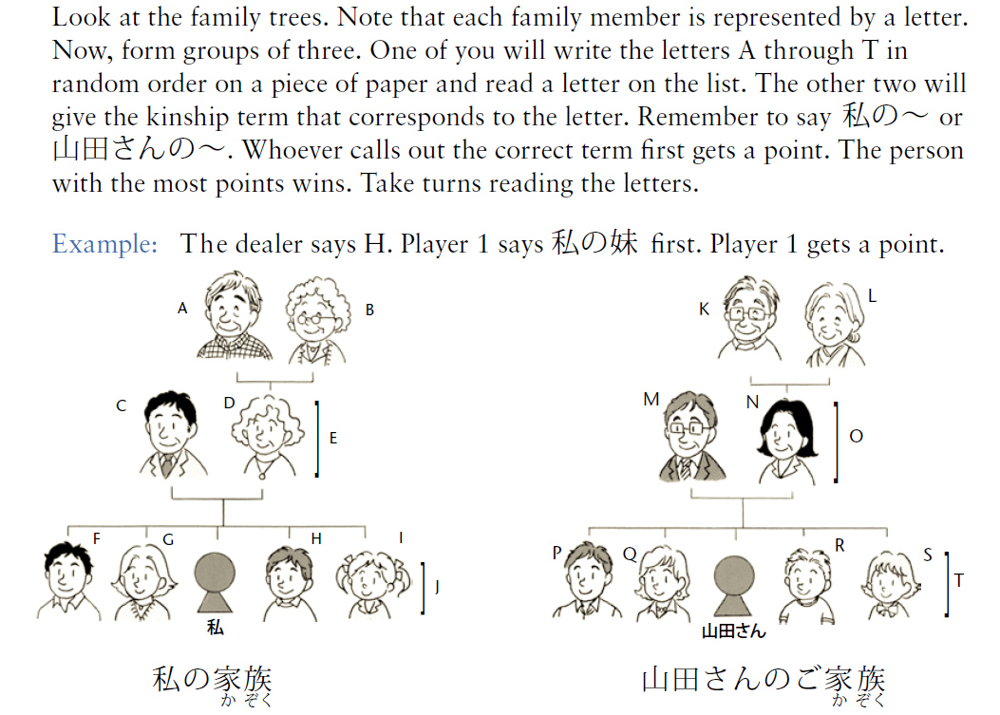 Look at the family trees. Note that each family member is represented by a letter.
Now, form groups of three. One of you will write the letters A through T in
random order on a piece of paper and read a letter on the list. The other two will
give the kinship term that corresponds to the letter. Remember to say 私の〜 or
山田さんの〜. Whoever calls out the correct term first gets a point. The person
with the most points wins. Take turns reading the letters.
Example: The dealer says H. Player 1 says 私の妹 first. Player 1 gets a point.
A
B
C
D
E
F
G
H
I
J
私
私の家族
か ぞく
K
L
M
N
O
P
Q
R
S
T
山田さん
山田さんのご家族
か ぞく